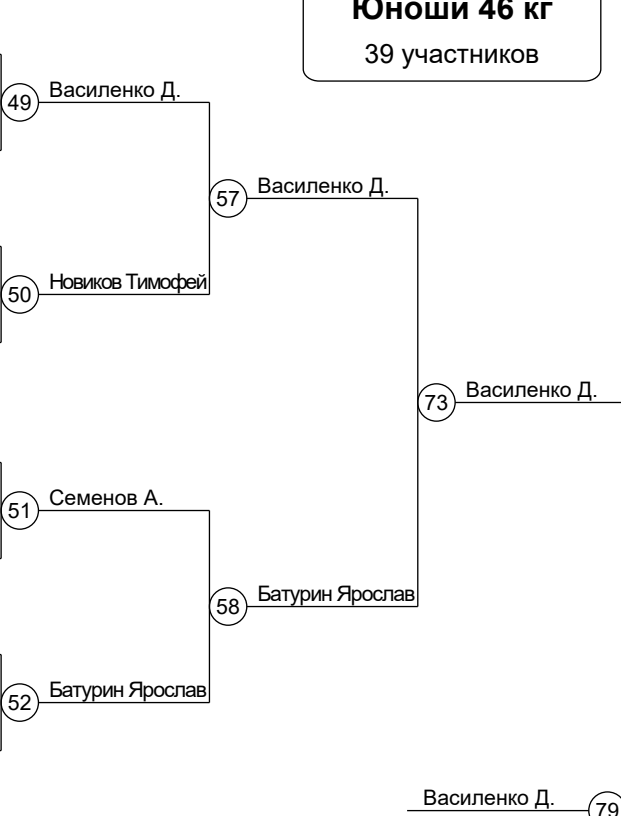 Юноши 46 кг
39 участников
49 Василенко Д.
57 Василенко Д.
50 Новиков Тимофей
73 Василенко Д.
51 Семенов А.
58 Батурин Ярослав
52 Батурин Ярослав
Василенко Д. 79